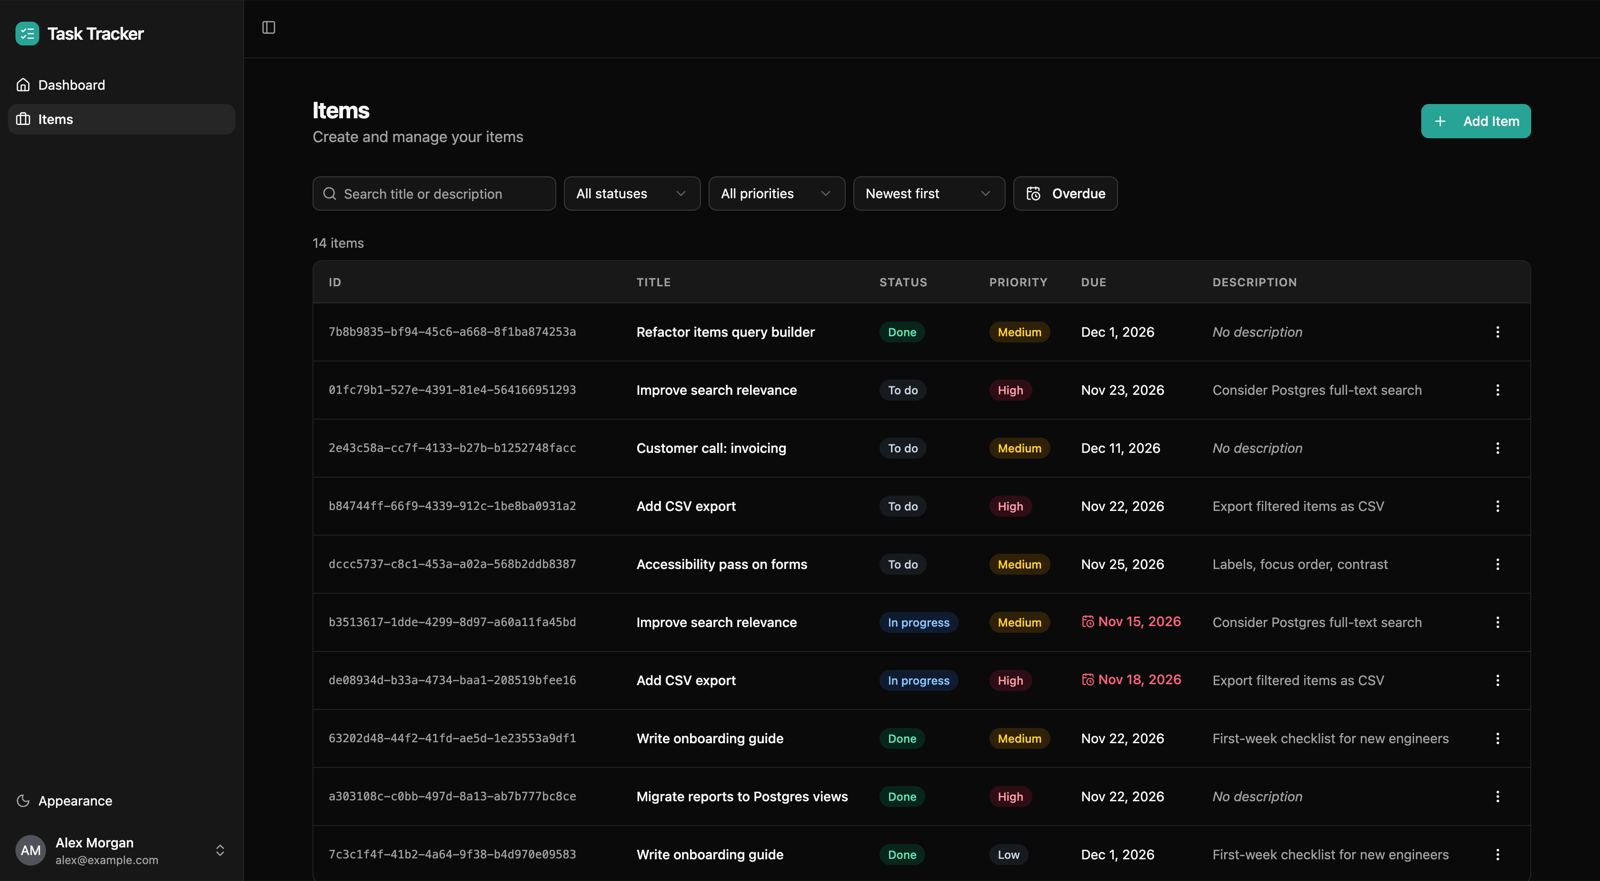 Task Tracker
Dashboard
Items
Items
Create and manage your items
Add Item
Search title or description
All statuses
All priorities
Newest first
Overdue
14 items
ID TITLE STATUS PRIORITY DUE DESCRIPTION
7b8b9835-bf94-45c6-a668-8f1ba874253a Refactor items query builder Done Medium Dec 1, 2026 No description
01fc79b1-527e-4391-81e4-564166951293 Improve search relevance To do High Nov 23, 2026 Consider Postgres full-text search
2e43c58a-cc7f-4133-b27b-b1252748facc Customer call: invoicing To do Medium Dec 11, 2026 No description
b84744ff-66f9-4339-912c-1be8ba0931a2 Add CSV export To do High Nov 22, 2026 Export filtered items as CSV
dccc5737-c8c1-453a-a02a-568b2ddb8387 Accessibility pass on forms To do Medium Nov 25, 2026 Labels, focus order, contrast
b3513617-1dde-4299-8d97-a60a11fa45bd Improve search relevance In progress Medium Nov 15, 2026 Consider Postgres full-text search
de08934d-b33a-4734-baa1-208519bfee16 Add CSV export In progress High Nov 18, 2026 Export filtered items as CSV
63202d48-44f2-41fd-ae5d-1e23553a9df1 Write onboarding guide Done Medium Nov 22, 2026 First-week checklist for new engineers
a303108c-c0bb-497d-8a13-ab7b777bc8ce Migrate reports to Postgres views Done High Nov 22, 2026 No description
7c3c1f4f-41b2-4a64-9f38-b4d970e09583 Write onboarding guide Done Low Dec 1, 2026 First-week checklist for new engineers
Appearance
AM
Alex Morgan
alex@example.com